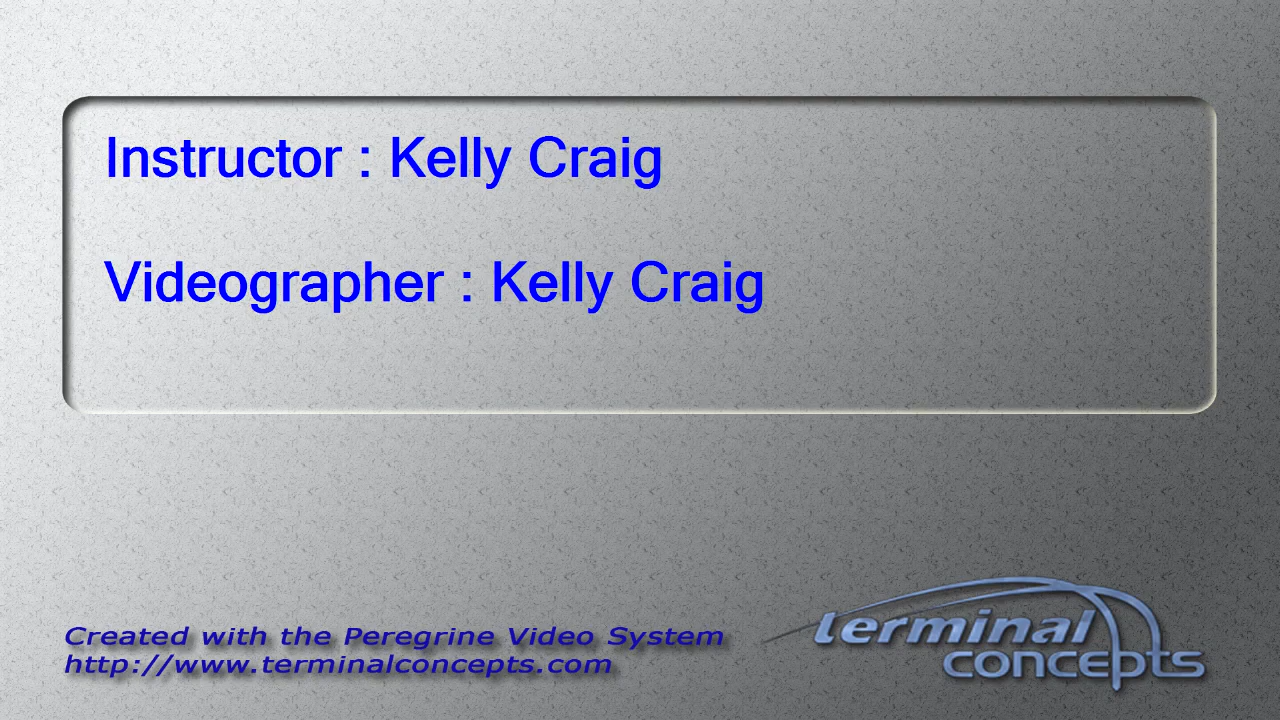 Instructor : Kelly Craig
Videographer : Kelly Craig
Created with the Peregrine Video System
http://www.terminalconcepts.com
terminal
concepts